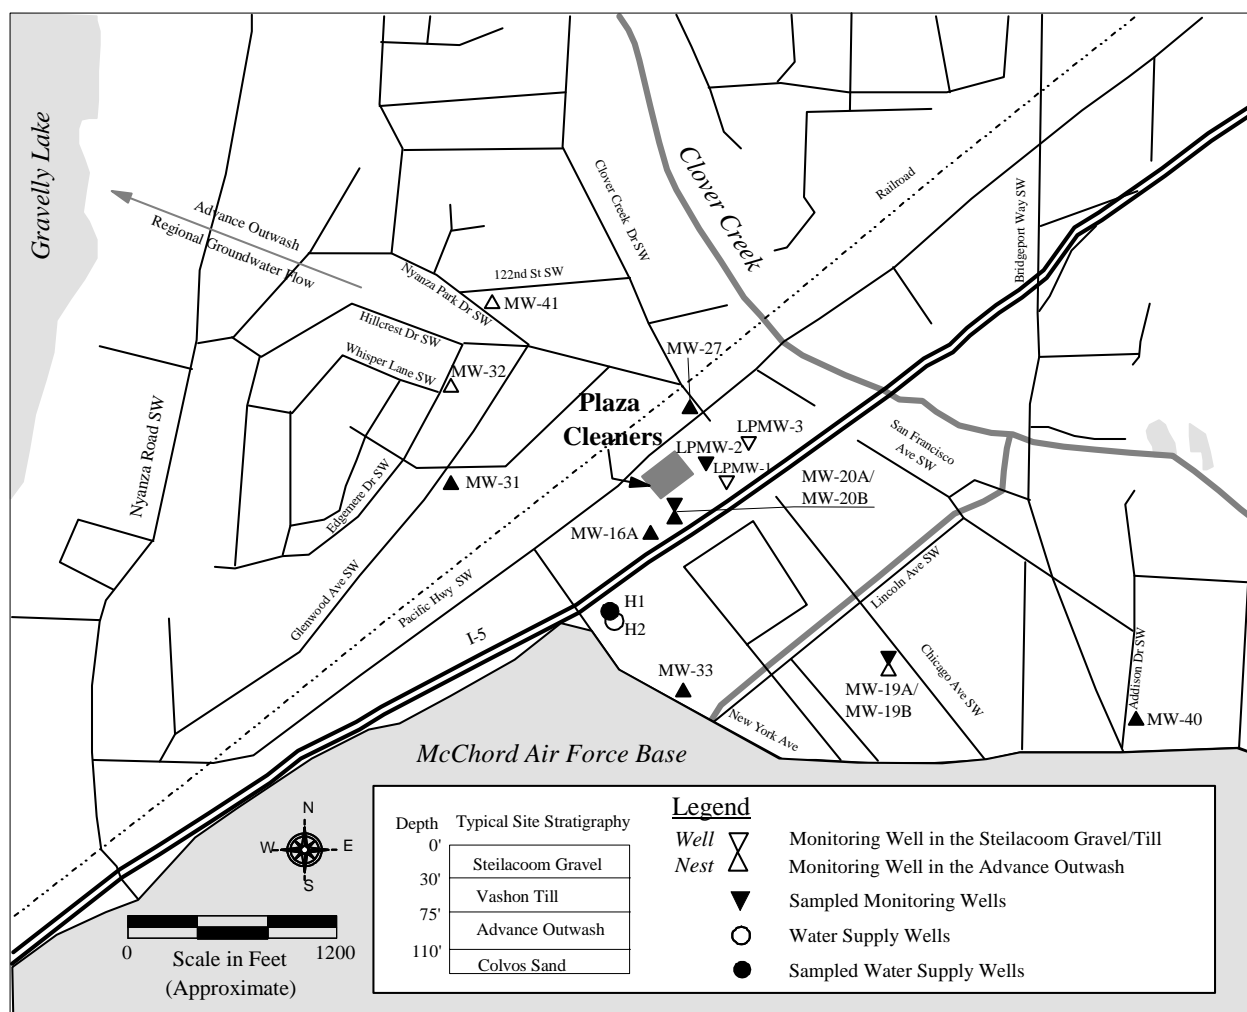 Gravelly Lake
Advance Outwash
Regional Groundwater Flow
Clover Creek Dr SW
Clover Creek
Railroad
Bridgeport Way SW
122nd St SW
Nyanza Park Dr SW
MW-41
Hillcrest Dr SW
Whisper Lane SW
MW-32
MW-27
Plaza
Cleaners
LPMW-3
LPMW-2
LPMW-1
San Francisco
Ave SW
MW-20A/
MW-20B
Nyanza Road SW
MW-31
Edgemere Dr SW
MW-16A
Glenwood Ave SW
Pacific Hwy SW
I-5
H1
H2
Lincoln Ave SW
Chicago Ave SW
MW-33
MW-19A/
MW-19B
New York Ave
Addison Dr SW
MW-40
McChord Air Force Base
N
W
E
S
0
1200
Scale in Feet
(Approximate)
Depth
Typical Site Stratigraphy
0'
Steilacoom Gravel
30'
Vashon Till
75'
Advance Outwash
110'
Colvos Sand
Legend
Well
Nest
Monitoring Well in the Steilacoom Gravel/Till
Monitoring Well in the Advance Outwash
Sampled Monitoring Wells
Water Supply Wells
Sampled Water Supply Wells